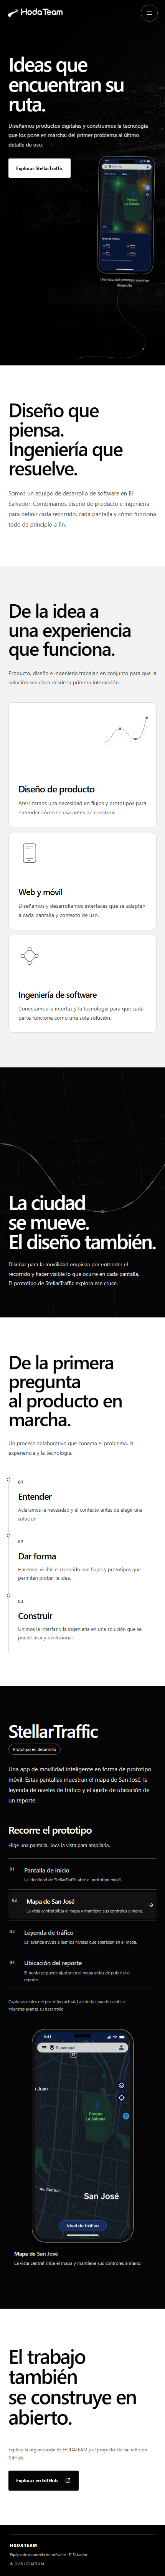 HodaTeam
Ideas que
encuentran su
ruta.
Diseñamos productos digitales y construimos la tecnología
que los pone en marcha: del primer problema al último
detalle de uso.
Explorar StellarTraffic
Parque
La Sabana
San José
Una vista del prototipo móvil en
desarrollo
Diseño que
piensa.
Ingeniería que
resuelve.
Somos un equipo de desarrollo de software en El
Salvador. Combinamos diseño de producto e ingeniería
para definir cada recorrido, cada pantalla y cómo funciona
todo de principio a fin.
De la idea a
una experiencia
que funciona.
Producto, diseño e ingeniería trabajan en conjunto para que la
solución sea clara desde la primera interacción.
Diseño de producto
Aterrizamos una necesidad en flujos y prototipos para
entender cómo se usa antes de construir.
Web y móvil
Diseñamos y desarrollamos interfaces que se adaptan
a cada pantalla y contexto de uso.
Ingeniería de software
Conectamos la interfaz y la tecnología para que cada
parte funcione como una sola solución.
La ciudad
se mueve.
El diseño también.
Diseñar para la movilidad empieza por entender el
recorrido y hacer visible lo que ocurre en cada pantalla.
El prototipo de StellarTraffic explora ese cruce.
De la primera
pregunta
al producto en
marcha.
Un proceso colaborativo que conecta el problema, la
experiencia y la tecnología.
01
Entender
Aclaramos la necesidad y el contexto antes de elegir una
solución.
02
Dar forma
Hacemos visible el recorrido con flujos y prototipos que
permiten probar la idea.
03
Construir
Unimos la interfaz y la ingeniería en una solución que se
puede usar y evolucionar.
StellarTraffic
Prototipo en desarrollo
Una app de movilidad inteligente en forma de prototipo
móvil. Estas pantallas muestran el mapa de San José, la
leyenda de niveles de tráfico y el ajuste de ubicación de
un reporte.
Recorre el prototipo
Elige una pantalla. Toca la vista para ampliarla.
01
Pantalla de inicio
La identidad de StellarTraffic abre el prototipo móvil.
02
Mapa de San José
La vista central sitúa el mapa y mantiene sus controles a mano.
03
Leyenda de tráfico
La leyenda ayuda a leer los niveles que aparecen en el mapa.
04
Ubicación del reporte
El punto se puede ajustar en el mapa antes de publicar el
reporte.
Capturas reales del prototipo actual. La interfaz puede cambiar
mientras avanza su desarrollo.
9:41
Buscar aquí
27
Parque
La Sabana
Av. Central
San José
Nivel de tráfico
Mapa de San José
La vista central sitúa el mapa y mantiene sus controles a mano.
El trabajo
también
se construye en
abierto.
Explora la organización de HODATEAM y el proyecto StellarTraffic en
GitHub.
Explorar en GitHub
HODATEAM
Equipo de desarrollo de software · El Salvador
© 2026 HODATEAM